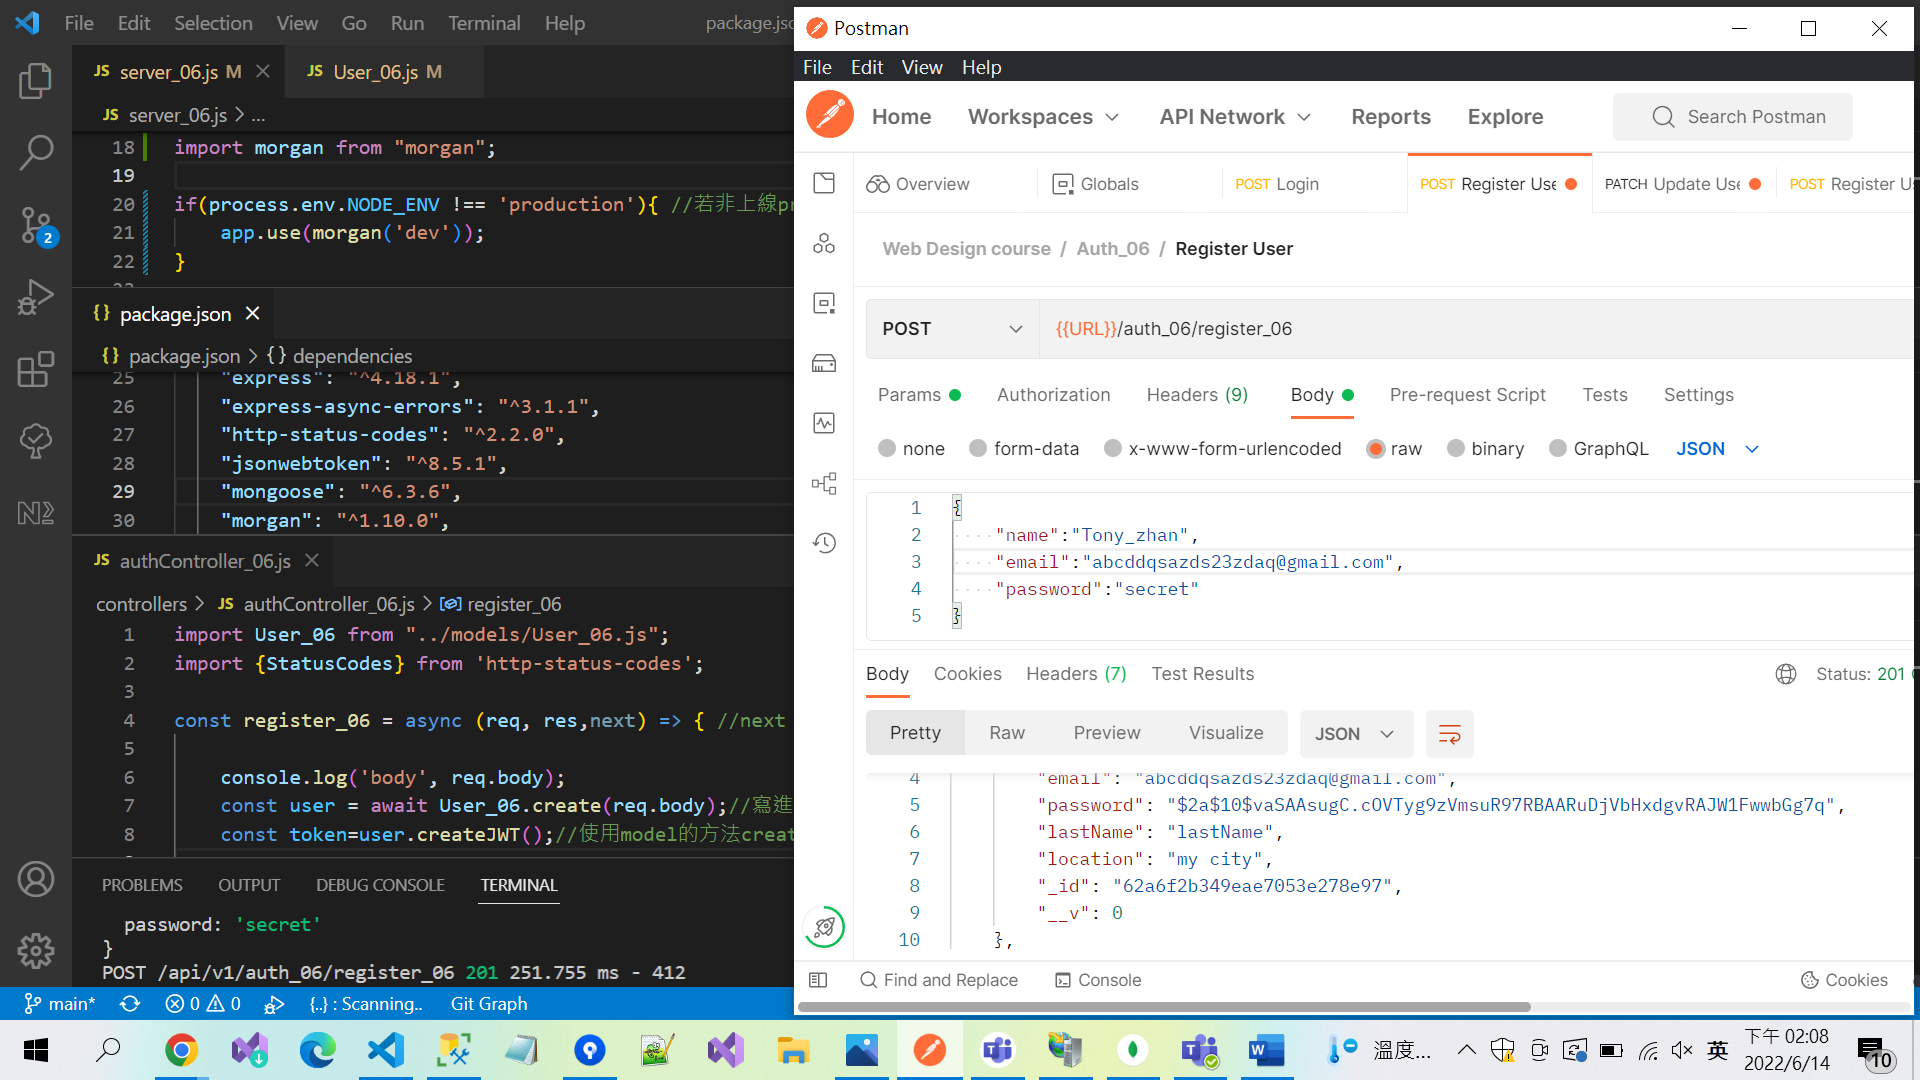 File Edit Selection View Go Run Terminal Help
JS server_06.js M
JS User_06.js M
JS server_06.js > ...
18 import morgan from "morgan";
19
20 if(process.env.NODE_ENV !== 'production'){ //若非上線
21 app.use(morgan('dev'));
22 }
{} package.json
{} package.json > {} dependencies
25 "express": "^4.18.1",
26 "express-async-errors": "^3.1.1",
27 "http-status-codes": "^2.2.0",
28 "jsonwebtoken": "^8.5.1",
29 "mongoose": "^6.3.6",
30 "morgan": "^1.10.0",
JS authController_06.js
controllers > JS authController_06.js > register_06
1 import User_06 from "../models/User_06.js";
2 import {StatusCodes} from 'http-status-codes';
3
4 const register_06 = async (req, res,next) => { //next
5
6 console.log('body', req.body);
7 const user = await User_06.create(req.body);//寫進
8 const token=user.createJWT();//使用model的方法creat
PROBLEMS OUTPUT DEBUG CONSOLE TERMINAL
password: 'secret'
}
POST /api/v1/auth_06/register_06 201 251.755 ms - 412
main* 0 0 {..} : Scanning.. Git Graph
2
Postman
File Edit View Help
Home Workspaces API Network Reports Explore Search Postman
Overview Globals POST Login POST Register Use PATCH Update Use POST Register U
Web Design course / Auth_06 / Register User
POST {{URL}}/auth_06/register_06
Params Authorization Headers (9) Body Pre-request Script Tests Settings
none form-data x-www-form-urlencoded raw binary GraphQL JSON
1 {
2 "name":"Tony_zhan",
3 "email":"abcddqsazds23zdaq@gmail.com",
4 "password":"secret"
5 }
Body Cookies Headers (7) Test Results Status: 201
Pretty Raw Preview Visualize JSON
4 "email": "abcddqsazds23zdaq@gmail.com",
5 "password": "$2a$10$vaSAAsugC.cOVTyg9zVmsuR97RBAARuDjVbHxdgvRAJW1FwwbGg7q",
6 "lastName": "lastName",
7 "location": "my city",
8 "_id": "62a6f2b349eae7053e278e97",
9 "__v": 0
10 },
Find and Replace Console Cookies
溫度... 英 下午 02:08
2022/6/14
10